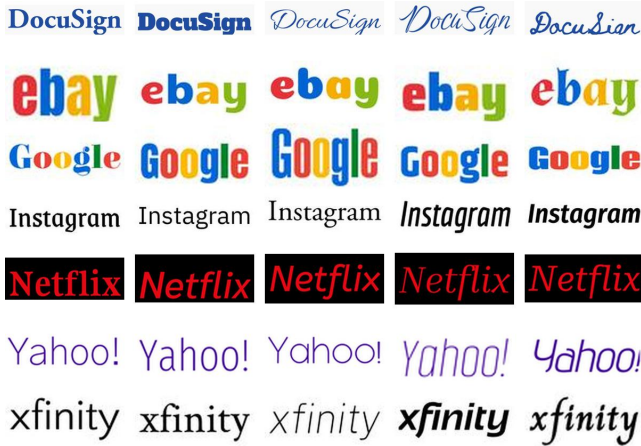 DocuSign DocuSign DocuSign DocuSign DocuSign
ebay ebay ebay ebay ebay
Google Google Google Google Google
Instagram Instagram Instagram Instagram Instagram
Netflix Netflix Netflix Netflix Netflix
Yahoo! Yahoo! Yahoo! Yahoo! Yahoo!
xfinity xfinity xfinity xfinity xfinity